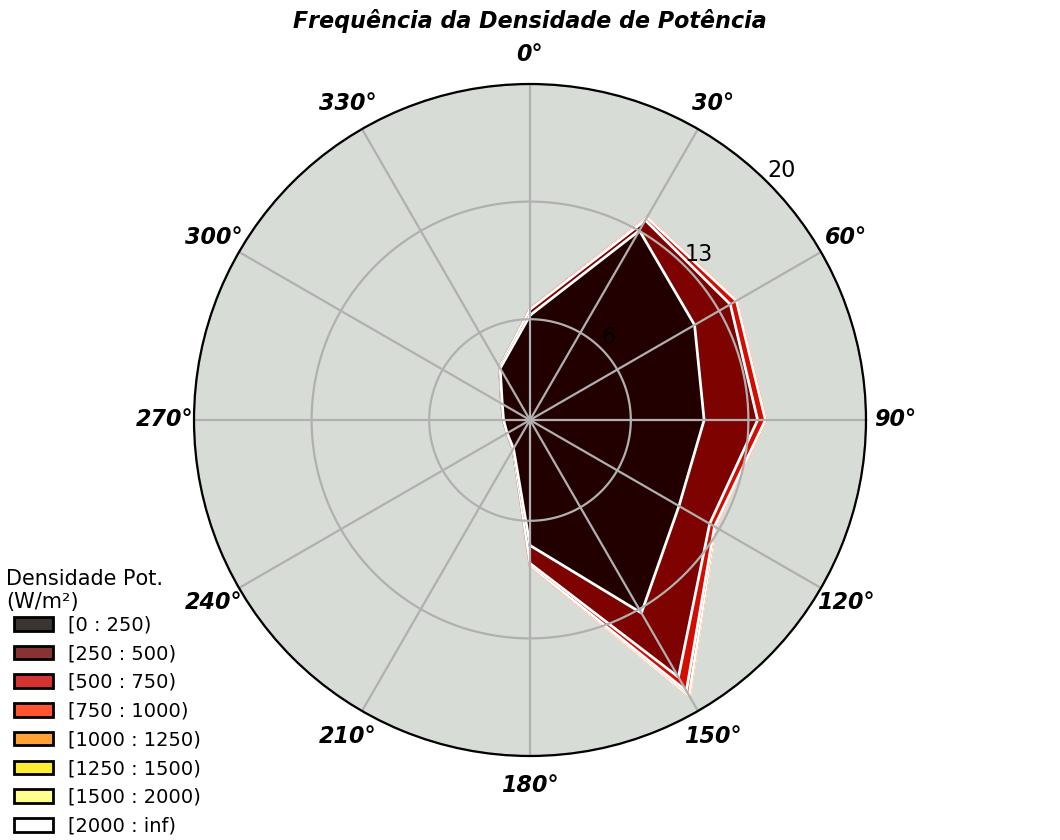 Frequência da Densidade de Potência
0°
330°
30°
20
300°
60°
13
6
270°
90°
240°
120°
210°
150°
180°
Densidade Pot.
(W/m²)
[0 : 250)
[250 : 500)
[500 : 750)
[750 : 1000)
[1000 : 1250)
[1250 : 1500)
[1500 : 2000)
[2000 : inf)